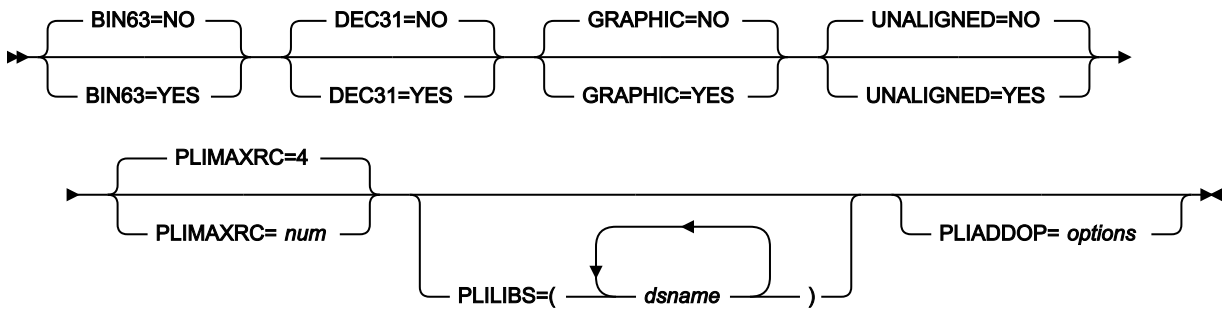 BIN63=NO DEC31=NO GRAPHIC=NO UNALIGNED=NO
BIN63=YES DEC31=YES GRAPHIC=YES UNALIGNED=YES
PLIMAXRC=4
PLIMAXRC= num PLIADDOP= options
PLILIBS=( dsname )